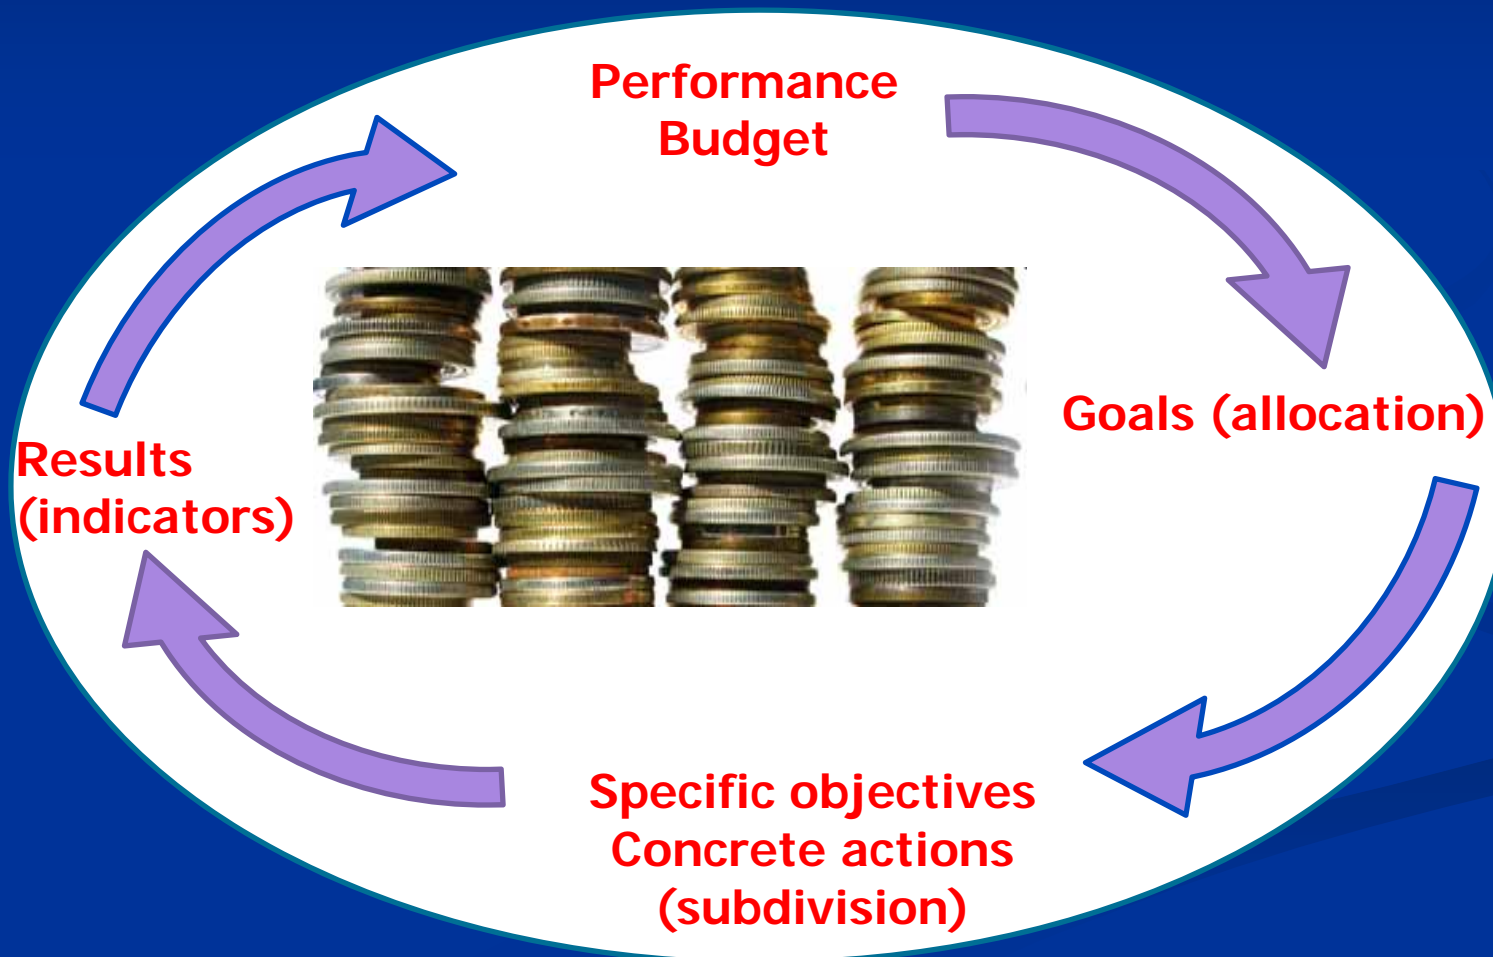 Performance
Budget
Goals (allocation)
Results
(indicators)
Specific objectives
Concrete actions
(subdivision)